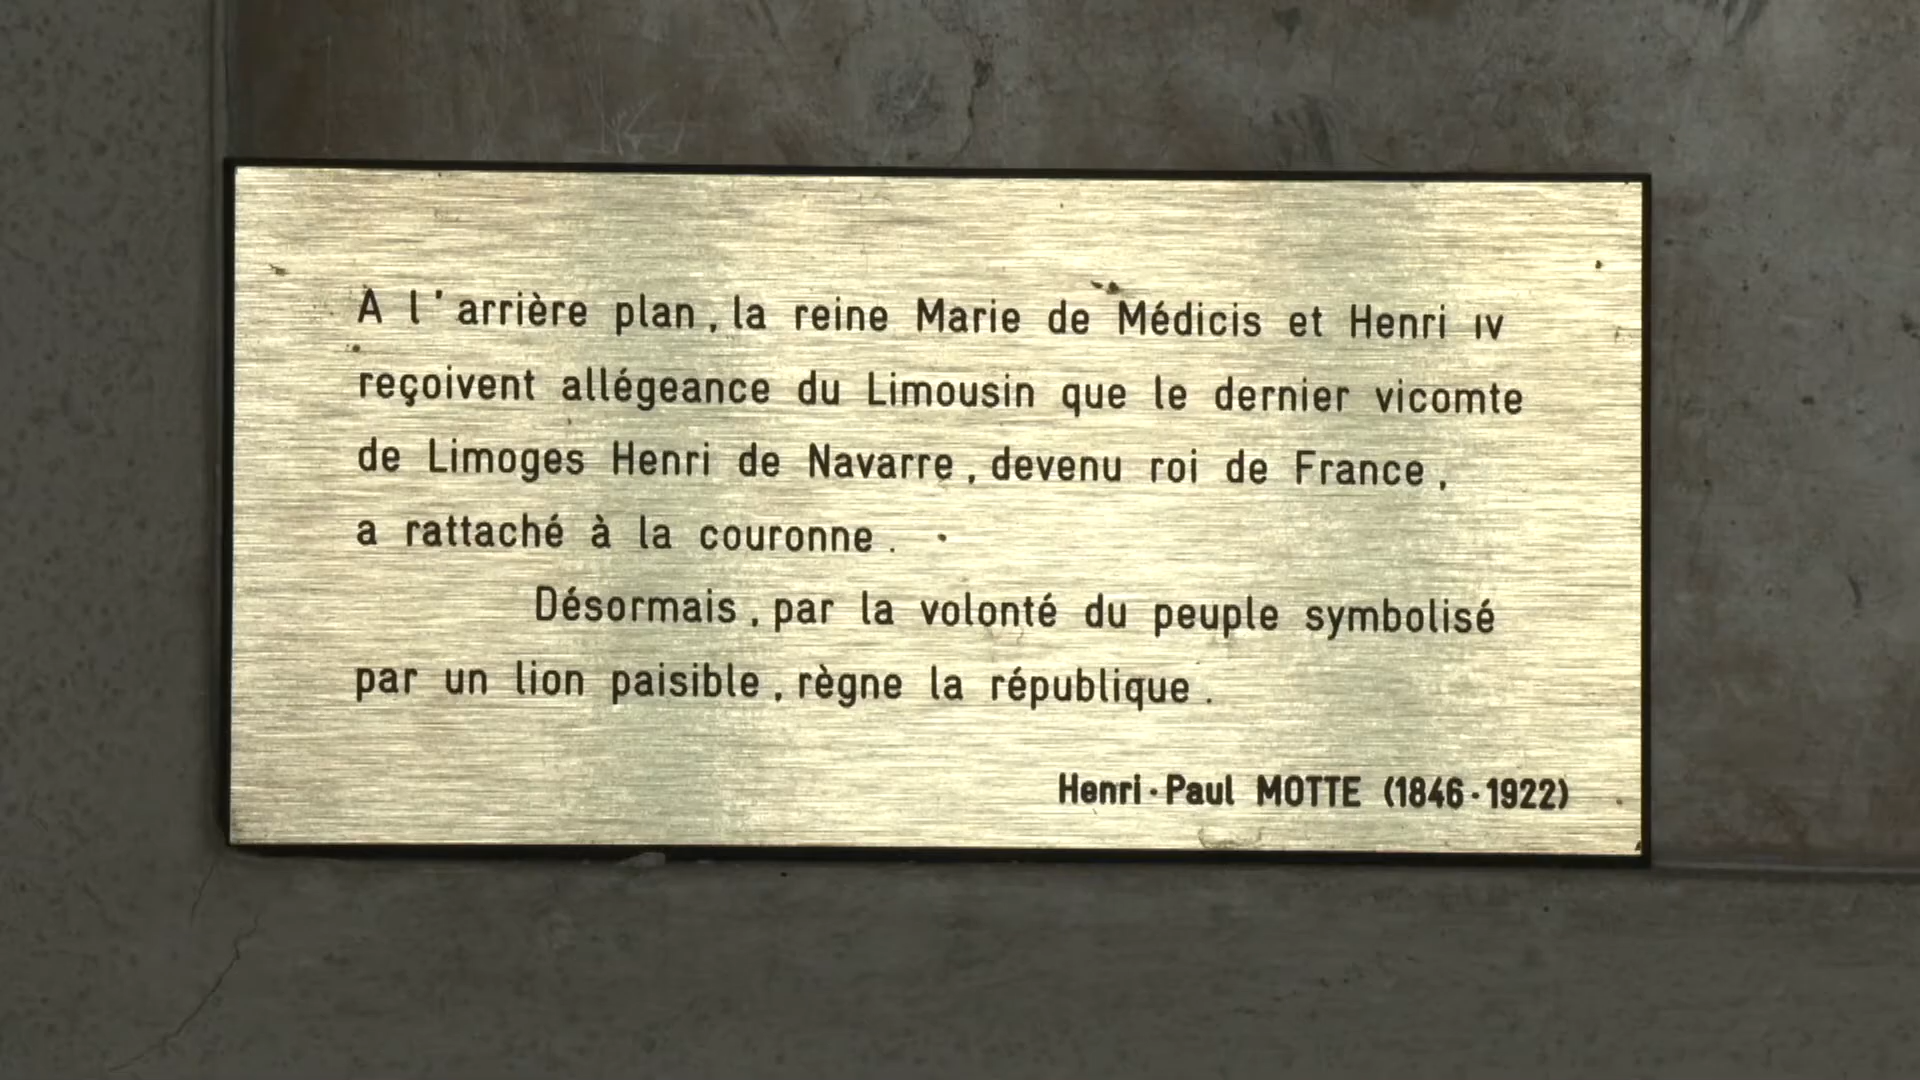 A l'arrière plan, la reine Marie de Médicis et Henri IV
reçoivent allégeance du Limousin que le dernier vicomte
de Limoges Henri de Navarre, devenu roi de France,
a rattaché à la couronne.
Désormais, par la volonté du peuple symbolisé
par un lion paisible, règne la république.
Henri-Paul MOTTE (1846-1922)